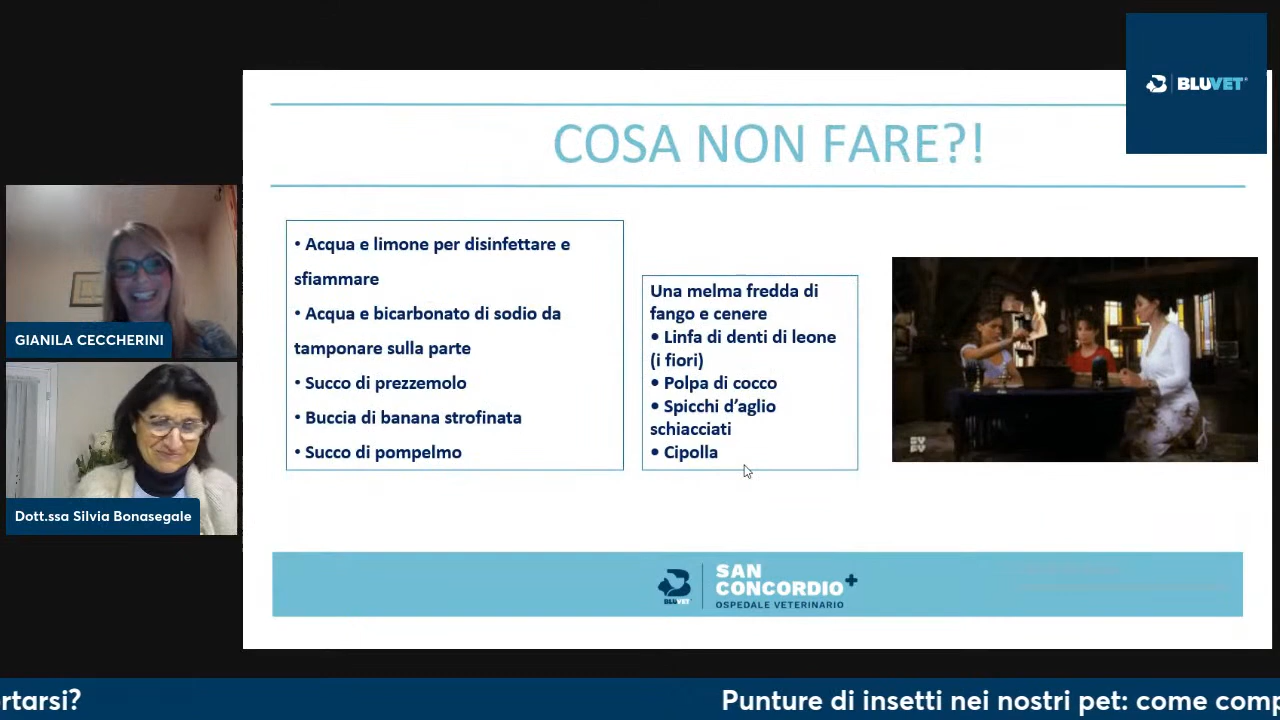 BLUVET
COSA NON FARE?!
• Acqua e limone per disinfettare e
sfiammare
• Acqua e bicarbonato di sodio da
tamponare sulla parte
• Succo di prezzemolo
• Buccia di banana strofinata
• Succo di pompelmo
Una melma fredda di
fango e cenere
• Linfa di denti di leone
(i fiori)
• Polpa di cocco
• Spicchi d'aglio
schiacciati
• Cipolla
GIANILA CECCHERINI
Dott.ssa Silvia Bonasegale
BLUVET
SAN
CONCORDIO+
OSPEDALE VETERINARIO
rtarsi?
Punture di insetti nei nostri pet: come comp